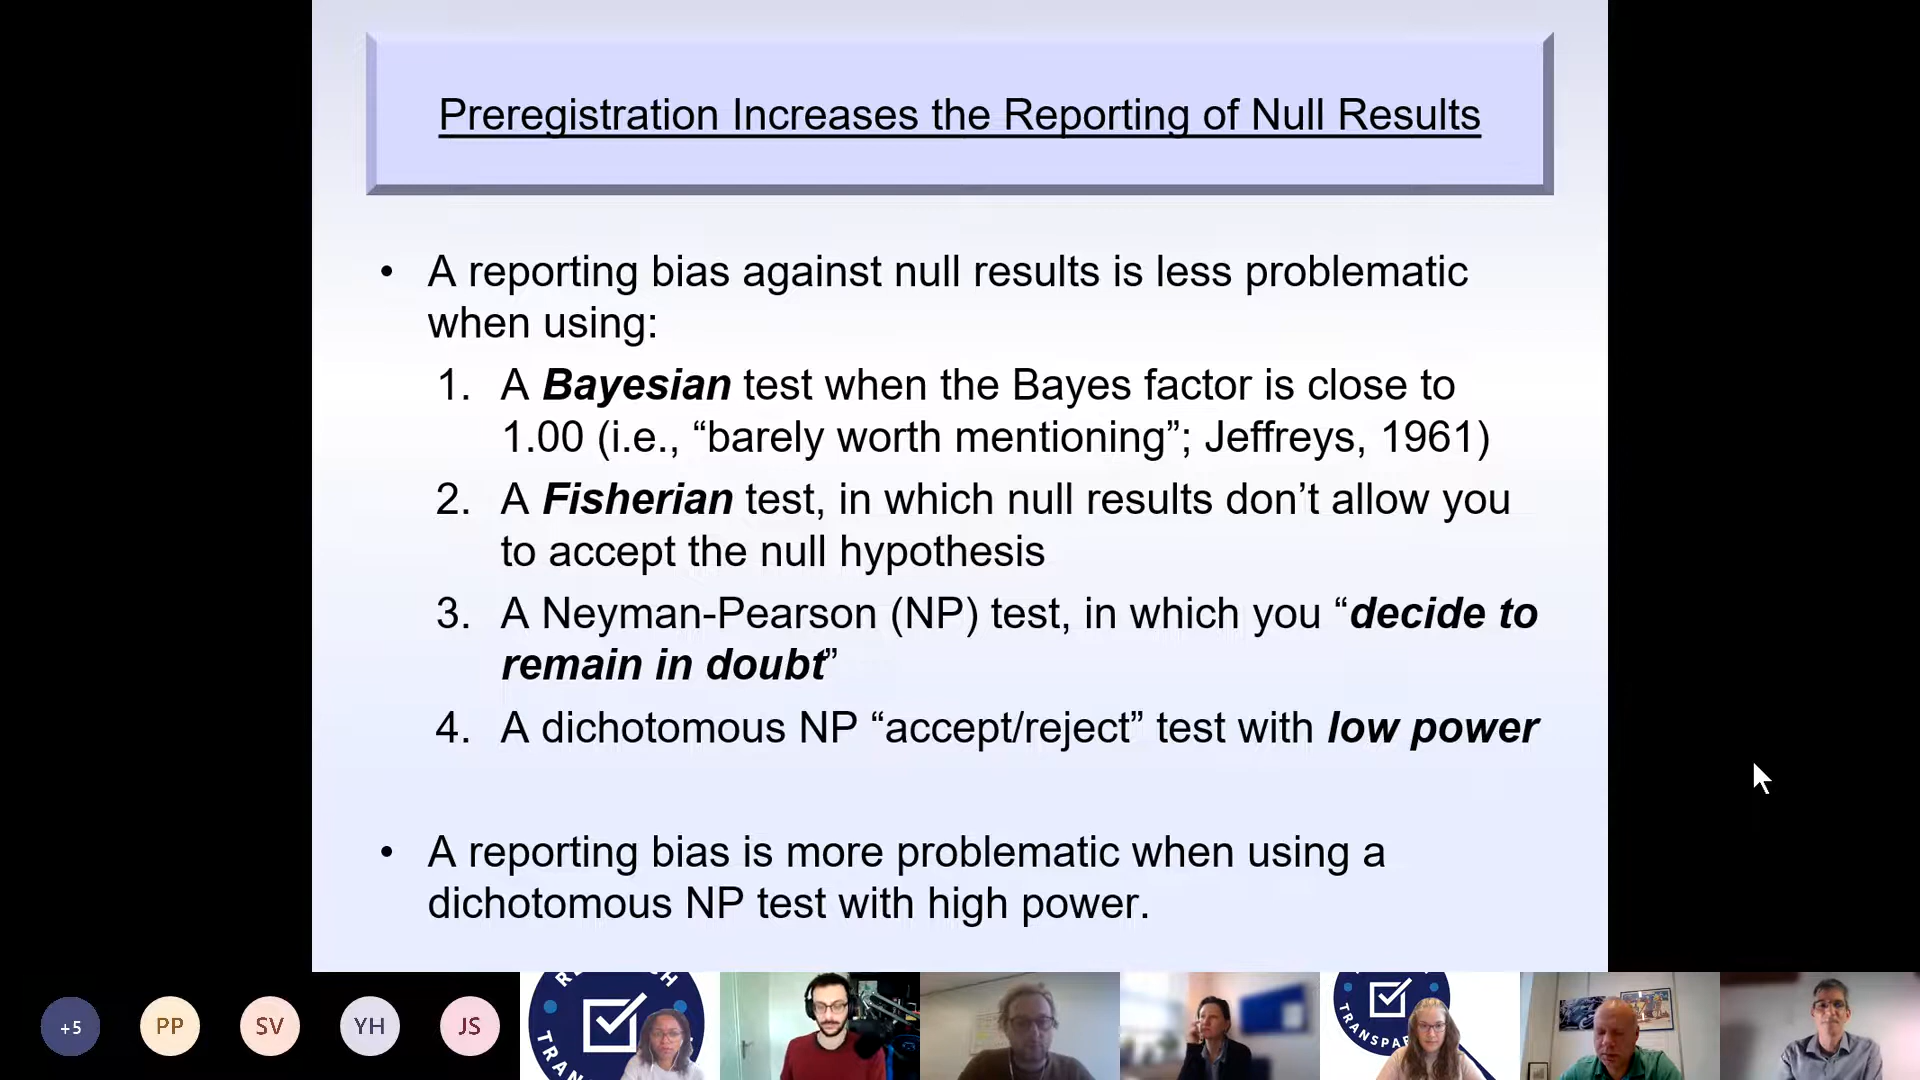 Preregistration Increases the Reporting of Null Results
• A reporting bias against null results is less problematic
when using:
1. A Bayesian test when the Bayes factor is close to
1.00 (i.e., “barely worth mentioning”; Jeffreys, 1961)
2. A Fisherian test, in which null results don’t allow you
to accept the null hypothesis
3. A Neyman-Pearson (NP) test, in which you “decide to
remain in doubt”
4. A dichotomous NP “accept/reject” test with low power
• A reporting bias is more problematic when using a
dichotomous NP test with high power.
+5
PP
SV
YH
JS